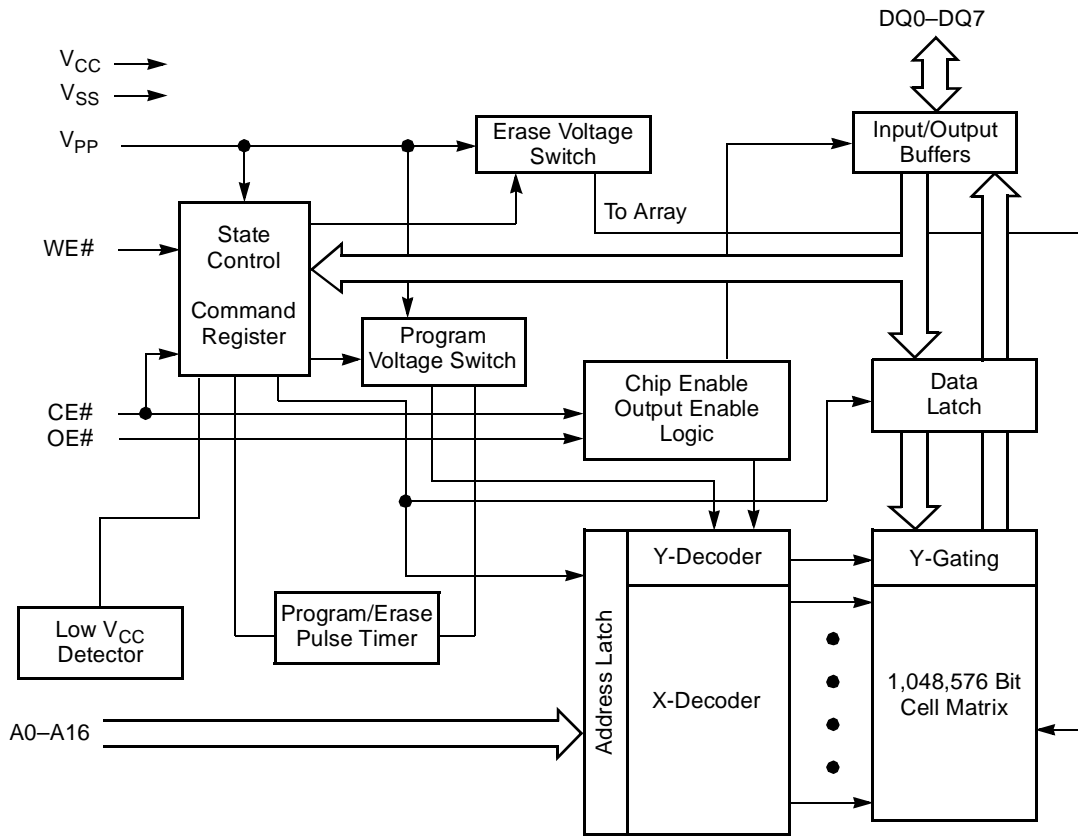 DQ0–DQ7
VCC
VSS
VPP
Erase Voltage
Switch
Input/Output
Buffers
To Array
WE#
State
Control
Command
Register
Program
Voltage Switch
CE#
OE#
Chip Enable
Output Enable
Logic
Data
Latch
Y-Decoder
Y-Gating
Low VCC
Detector
Program/Erase
Pulse Timer
Address Latch
X-Decoder
1,048,576 Bit
Cell Matrix
A0–A16